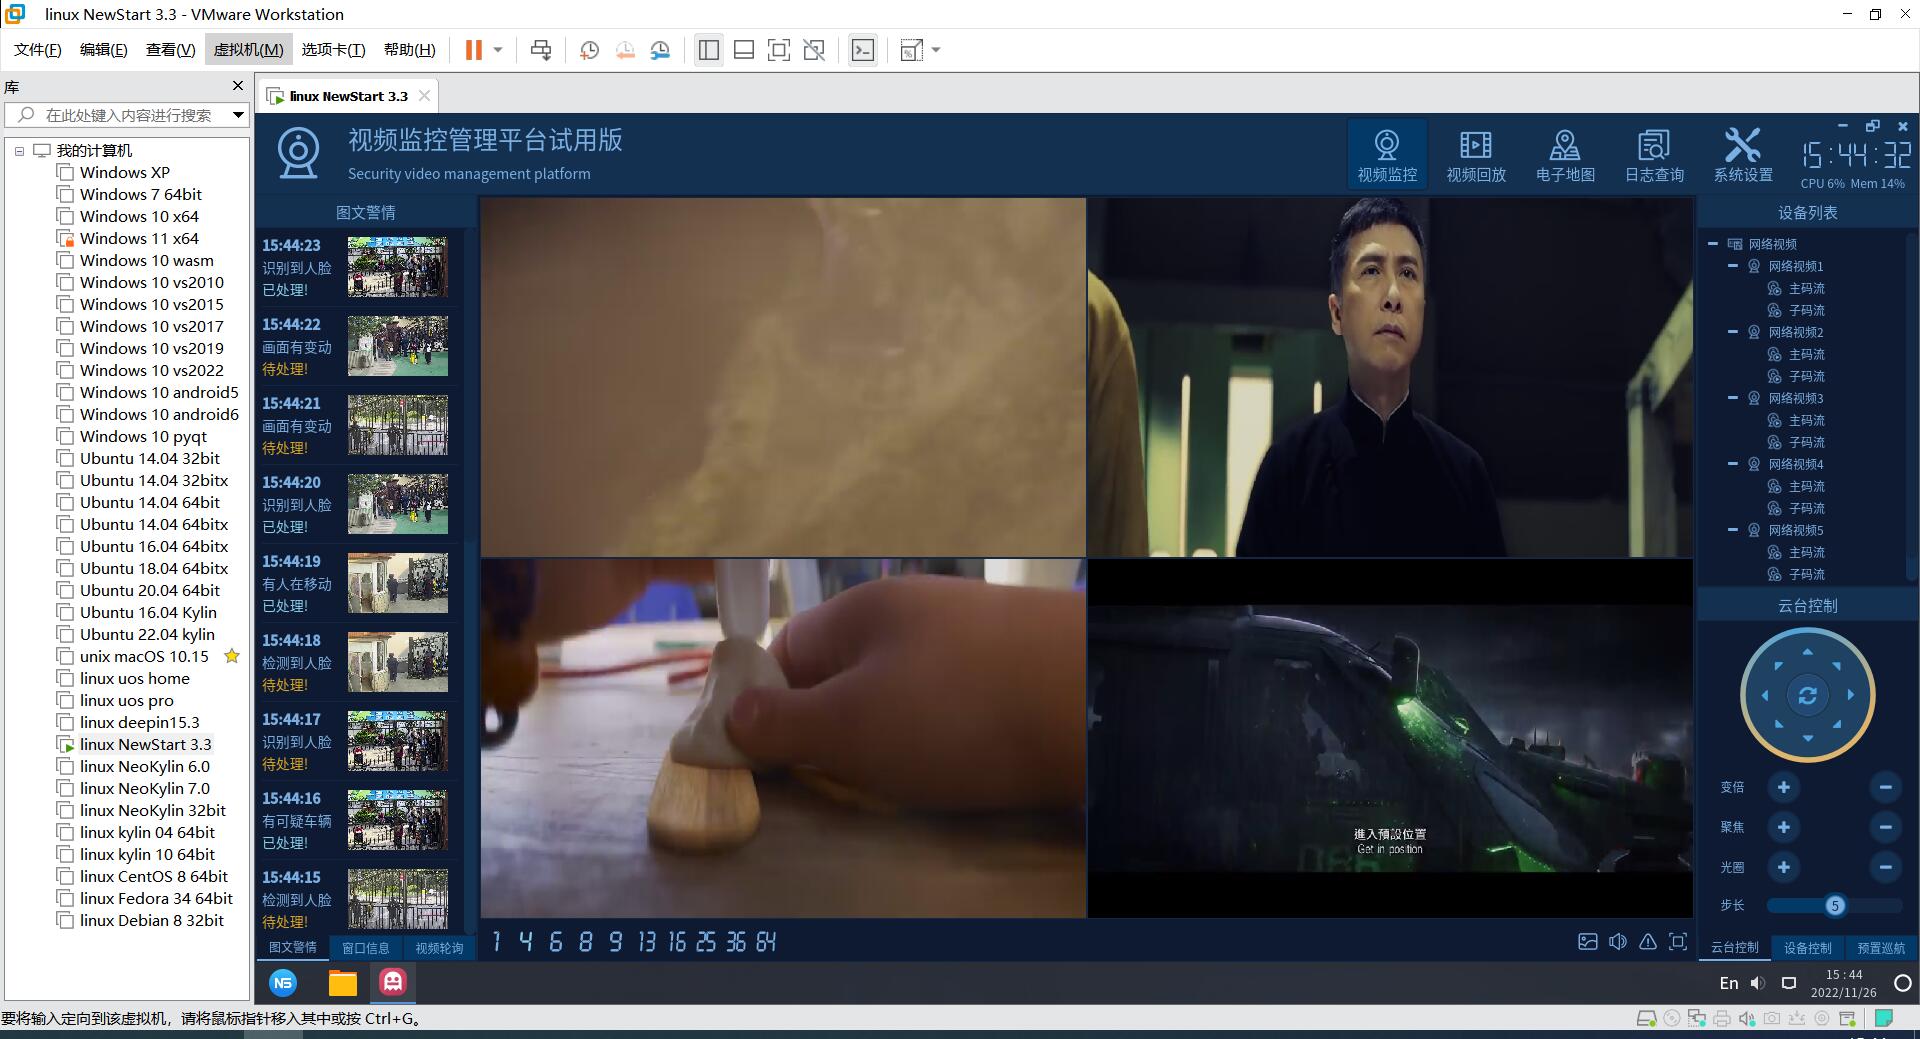 linux NewStart 3.3 - VMware Workstation
文件(F) 编辑(E) 查看(V) 虚拟机(M) 选项卡(T) 帮助(H)
库
在此处键入内容进行搜索
我的计算机
Windows XP
Windows 7 64bit
Windows 10 x64
Windows 11 x64
Windows 10 wasm
Windows 10 vs2010
Windows 10 vs2015
Windows 10 vs2017
Windows 10 vs2019
Windows 10 vs2022
Windows 10 android5
Windows 10 android6
Windows 10 pyqt
Ubuntu 14.04 32bit
Ubuntu 14.04 32bitx
Ubuntu 14.04 64bit
Ubuntu 14.04 64bitx
Ubuntu 16.04 64bitx
Ubuntu 18.04 64bitx
Ubuntu 20.04 64bit
Ubuntu 16.04 Kylin
Ubuntu 22.04 kylin
unix macOS 10.15
linux uos home
linux uos pro
linux deepin15.3
linux NewStart 3.3
linux NeoKylin 6.0
linux NeoKylin 7.0
linux NeoKylin 32bit
linux kylin 04 64bit
linux kylin 10 64bit
linux CentOS 8 64bit
linux Fedora 34 64bit
linux Debian 8 32bit
linux NewStart 3.3
视频监控管理平台试用版
Security video management platform
视频监控 视频回放 电子地图 日志查询 系统设置
15:44:32
CPU 6% Mem 14%
图文警情
15:44:23
识别到人脸
已处理!
15:44:22
画面有变动
待处理!
15:44:21
画面有变动
待处理!
15:44:20
识别到人脸
已处理!
15:44:19
有人在移动
已处理!
15:44:18
检测到人脸
待处理!
15:44:17
识别到人脸
待处理!
15:44:16
有可疑车辆
已处理!
15:44:15
检测到人脸
待处理!
图文警情 窗口信息 视频轮询
進入預設位置
Get in position
1 4 6 8 9 13 16 25 36 64
设备列表
网络视频
网络视频1
主码流
子码流
网络视频2
主码流
子码流
网络视频3
主码流
子码流
网络视频4
主码流
子码流
网络视频5
主码流
子码流
云台控制
变倍
聚焦
光圈
步长 5
云台控制 设备控制 预置巡航
NS
En
15:44
2022/11/26
要将输入定向到该虚拟机，请将鼠标指针移入其中或按 Ctrl+G。